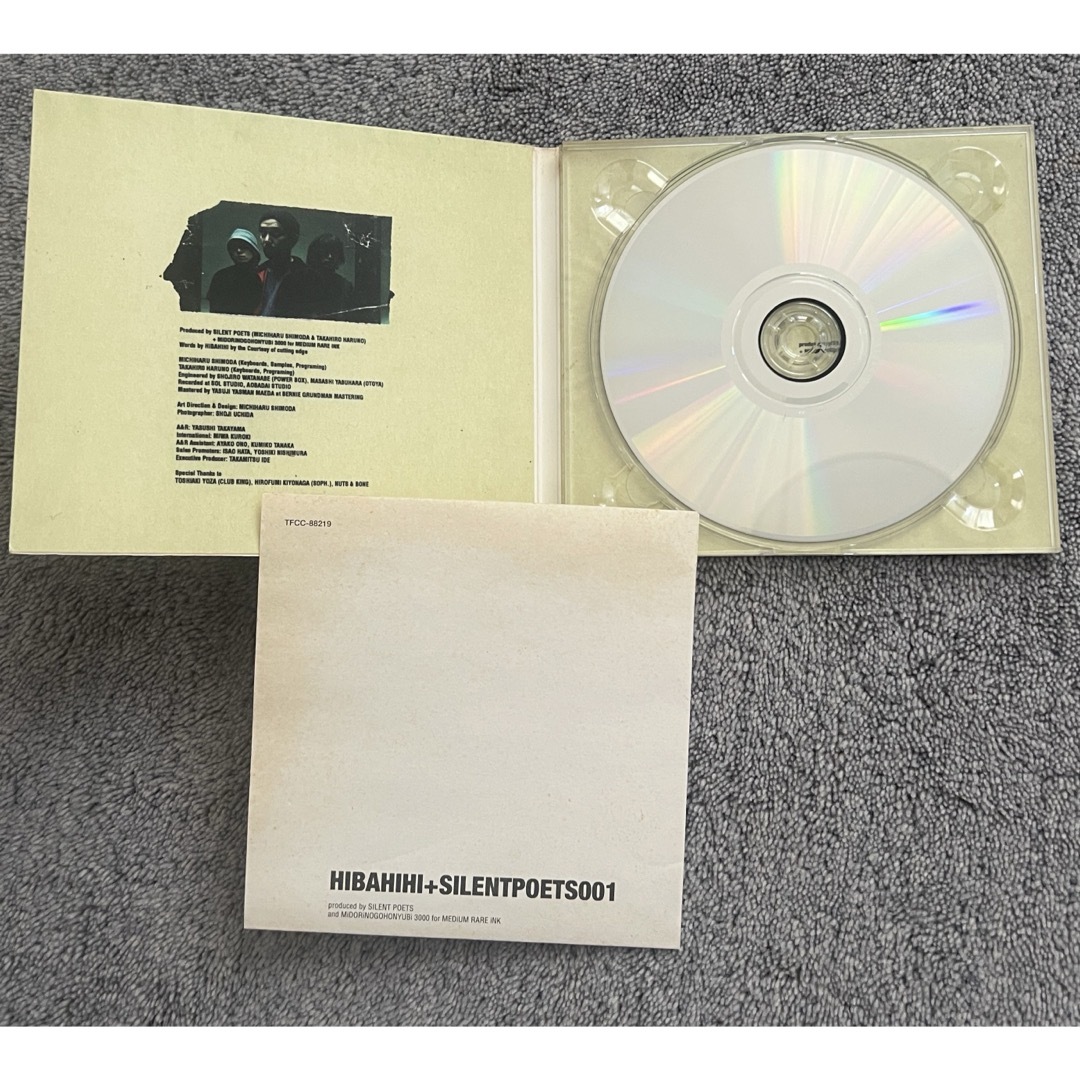 Produced by SILENT POETS (MICHIHARU SHIMODA & TAKAHIRO HARUNO)
+ MiDORiNOGOHONYUBi 3000 for MEDiUM RARE iNK
Words by HIBAHIHI by the Courtesy of cutting edge
MICHIHARU SHIMODA (Keyboards, Samples, Programing)
TAKAHIRO HARUNO (Keyboards, Programing)
Engineered by SHOJIRO WATANABE (POWER BOX), MASASHI YABUHARA (OTOYA)
Recorded at SOL STUDIO, AOBADAI STUDIO
Mastered by YASUJI YASMAN MAEDA at BERNIE GRUNDMAN MASTERING
Art Direction & Design: MICHIHARU SHIMODA
Photographer: SHOJI UCHIDA
A&R: YASUSHI TAKAYAMA
International: MIWA KUROKI
A&R Assistant: AYAKO ONO, KUMIKO TANAKA
Sales Promoters: ISAO HATA, YOSHIKI NISHIMURA
Executive Producer: TAKAMITSU IDE
Special Thanks to
TOSHIAKI YOZA (CLUB KING), HIROFUMI KIYONAGA (SOPH.), NUTS & BONE
TFCC-88219
HIBAHIHI+SILENTPOETS001
produced by SILENT POETS
and MiDORiNOGOHONYUBi 3000 for MEDiUM RARE iNK